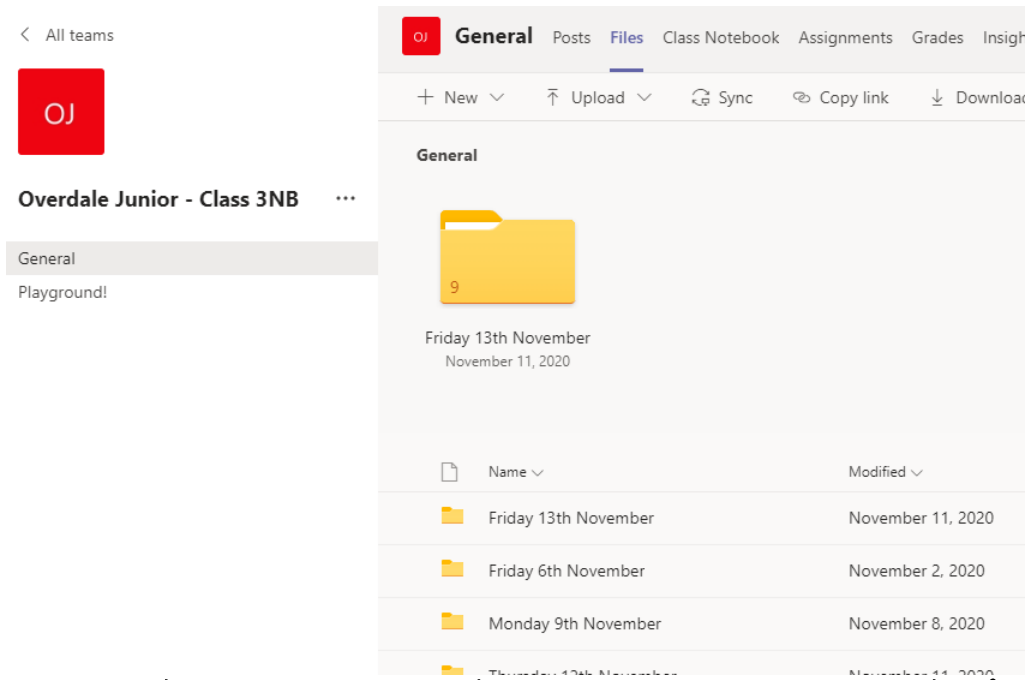 All teams
OJ
Overdale Junior - Class 3NB ...
General
Playground!
OJ General Posts Files Class Notebook Assignments Grades
New Upload Sync Copy link
General
9
Friday 13th November
November 11, 2020
Name Modified
Friday 13th November November 11, 2020
Friday 6th November November 2, 2020
Monday 9th November November 8, 2020